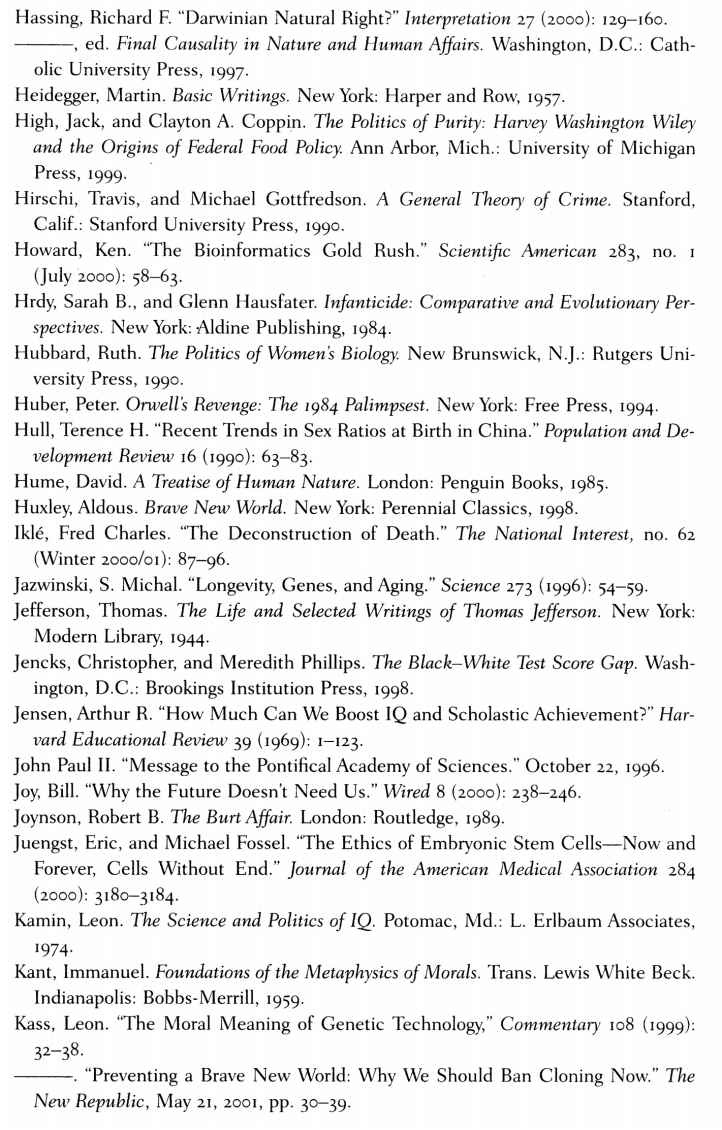 Hassing, Richard F. “Darwinian Natural Right?” Interpretation 27 (2000): 129–160.
———, ed. Final Causality in Nature and Human Affairs. Washington, D.C.: Cath-
olic University Press, 1997.
Heidegger, Martin. Basic Writings. New York: Harper and Row, 1957.
High, Jack, and Clayton A. Coppin. The Politics of Purity: Harvey Washington Wiley
and the Origins of Federal Food Policy. Ann Arbor, Mich.: University of Michigan
Press, 1999.
Hirschi, Travis, and Michael Gottfredson. A General Theory of Crime. Stanford,
Calif.: Stanford University Press, 1990.
Howard, Ken. “The Bioinformatics Gold Rush.” Scientific American 283, no. 1
(July 2000): 58–63.
Hrdy, Sarah B., and Glenn Hausfater. Infanticide: Comparative and Evolutionary Per-
spectives. New York: Aldine Publishing, 1984.
Hubbard, Ruth. The Politics of Women's Biology. New Brunswick, N.J.: Rutgers Uni-
versity Press, 1990.
Huber, Peter. Orwell's Revenge: The 1984 Palimpsest. New York: Free Press, 1994.
Hull, Terence H. “Recent Trends in Sex Ratios at Birth in China.” Population and De-
velopment Review 16 (1990): 63–83.
Hume, David. A Treatise of Human Nature. London: Penguin Books, 1985.
Huxley, Aldous. Brave New World. New York: Perennial Classics, 1998.
Iklé, Fred Charles. “The Deconstruction of Death.” The National Interest, no. 62
(Winter 2000/01): 87–96.
Jazwinski, S. Michal. “Longevity, Genes, and Aging.” Science 273 (1996): 54–59.
Jefferson, Thomas. The Life and Selected Writings of Thomas Jefferson. New York:
Modern Library, 1944.
Jencks, Christopher, and Meredith Phillips. The Black–White Test Score Gap. Wash-
ington, D.C.: Brookings Institution Press, 1998.
Jensen, Arthur R. “How Much Can We Boost IQ and Scholastic Achievement?” Har-
vard Educational Review 39 (1969): 1–123.
John Paul II. “Message to the Pontifical Academy of Sciences.” October 22, 1996.
Joy, Bill. “Why the Future Doesn't Need Us.” Wired 8 (2000): 238–246.
Joynson, Robert B. The Burt Affair. London: Routledge, 1989.
Juengst, Eric, and Michael Fossel. “The Ethics of Embryonic Stem Cells—Now and
Forever, Cells Without End.” Journal of the American Medical Association 284
(2000): 3180–3184.
Kamin, Leon. The Science and Politics of IQ. Potomac, Md.: L. Erlbaum Associates,
1974.
Kant, Immanuel. Foundations of the Metaphysics of Morals. Trans. Lewis White Beck.
Indianapolis: Bobbs-Merrill, 1959.
Kass, Leon. “The Moral Meaning of Genetic Technology,” Commentary 108 (1999):
32–38.
———. “Preventing a Brave New World: Why We Should Ban Cloning Now.” The
New Republic, May 21, 2001, pp. 30–39.